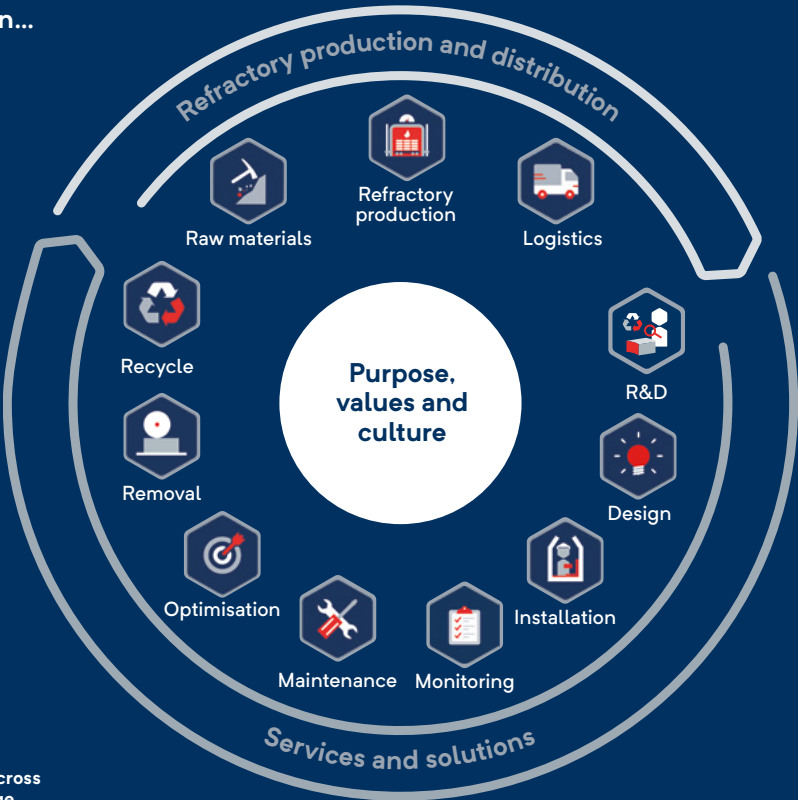 n...
Refractory production and distribution
Raw materials
Refractory
production
Logistics
R&D
Design
Installation
Monitoring
Maintenance
Optimisation
Removal
Recycle
Purpose,
values and
culture
Services and solutions
cross